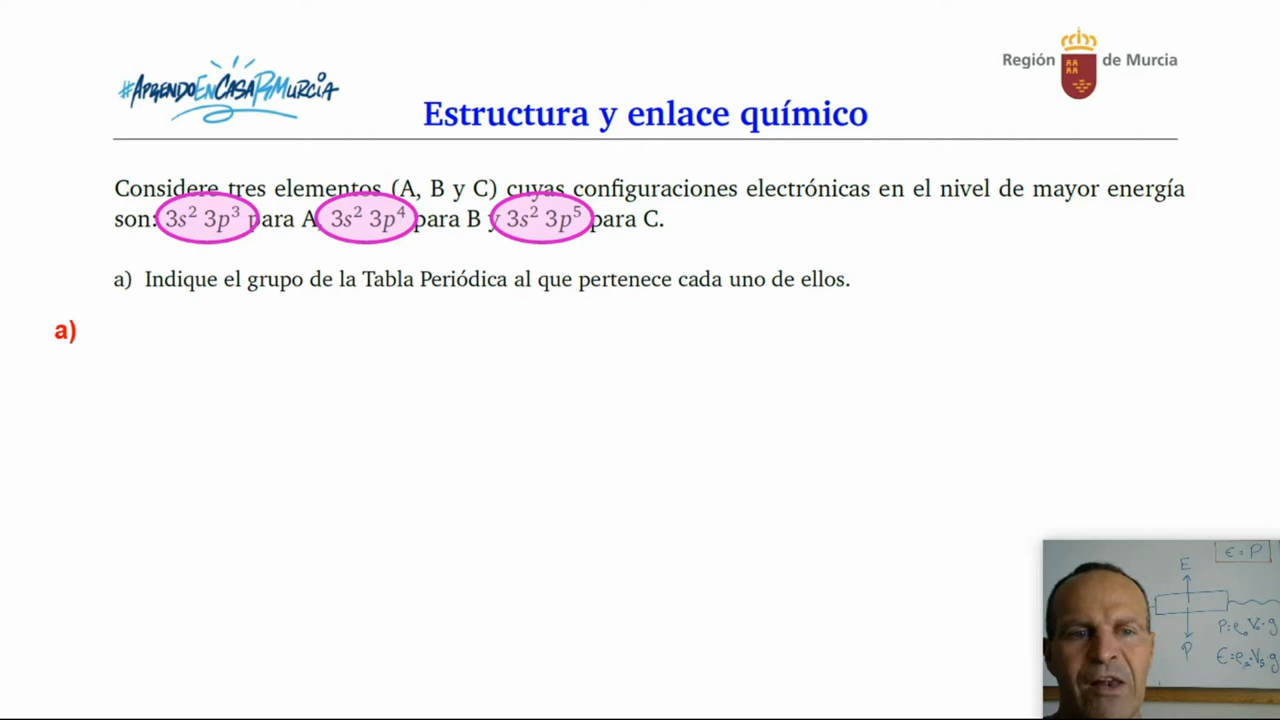 #APRENDOENCASARMURCIA
Región de Murcia
Estructura y enlace químico
Considere tres elementos (A, B y C) cuyas configuraciones electrónicas en el nivel de mayor energía
son: 3s² 3p³ para A, 3s² 3p⁴ para B y 3s² 3p⁵ para C.
a) Indique el grupo de la Tabla Periódica al que pertenece cada uno de ellos.
a)
E
P